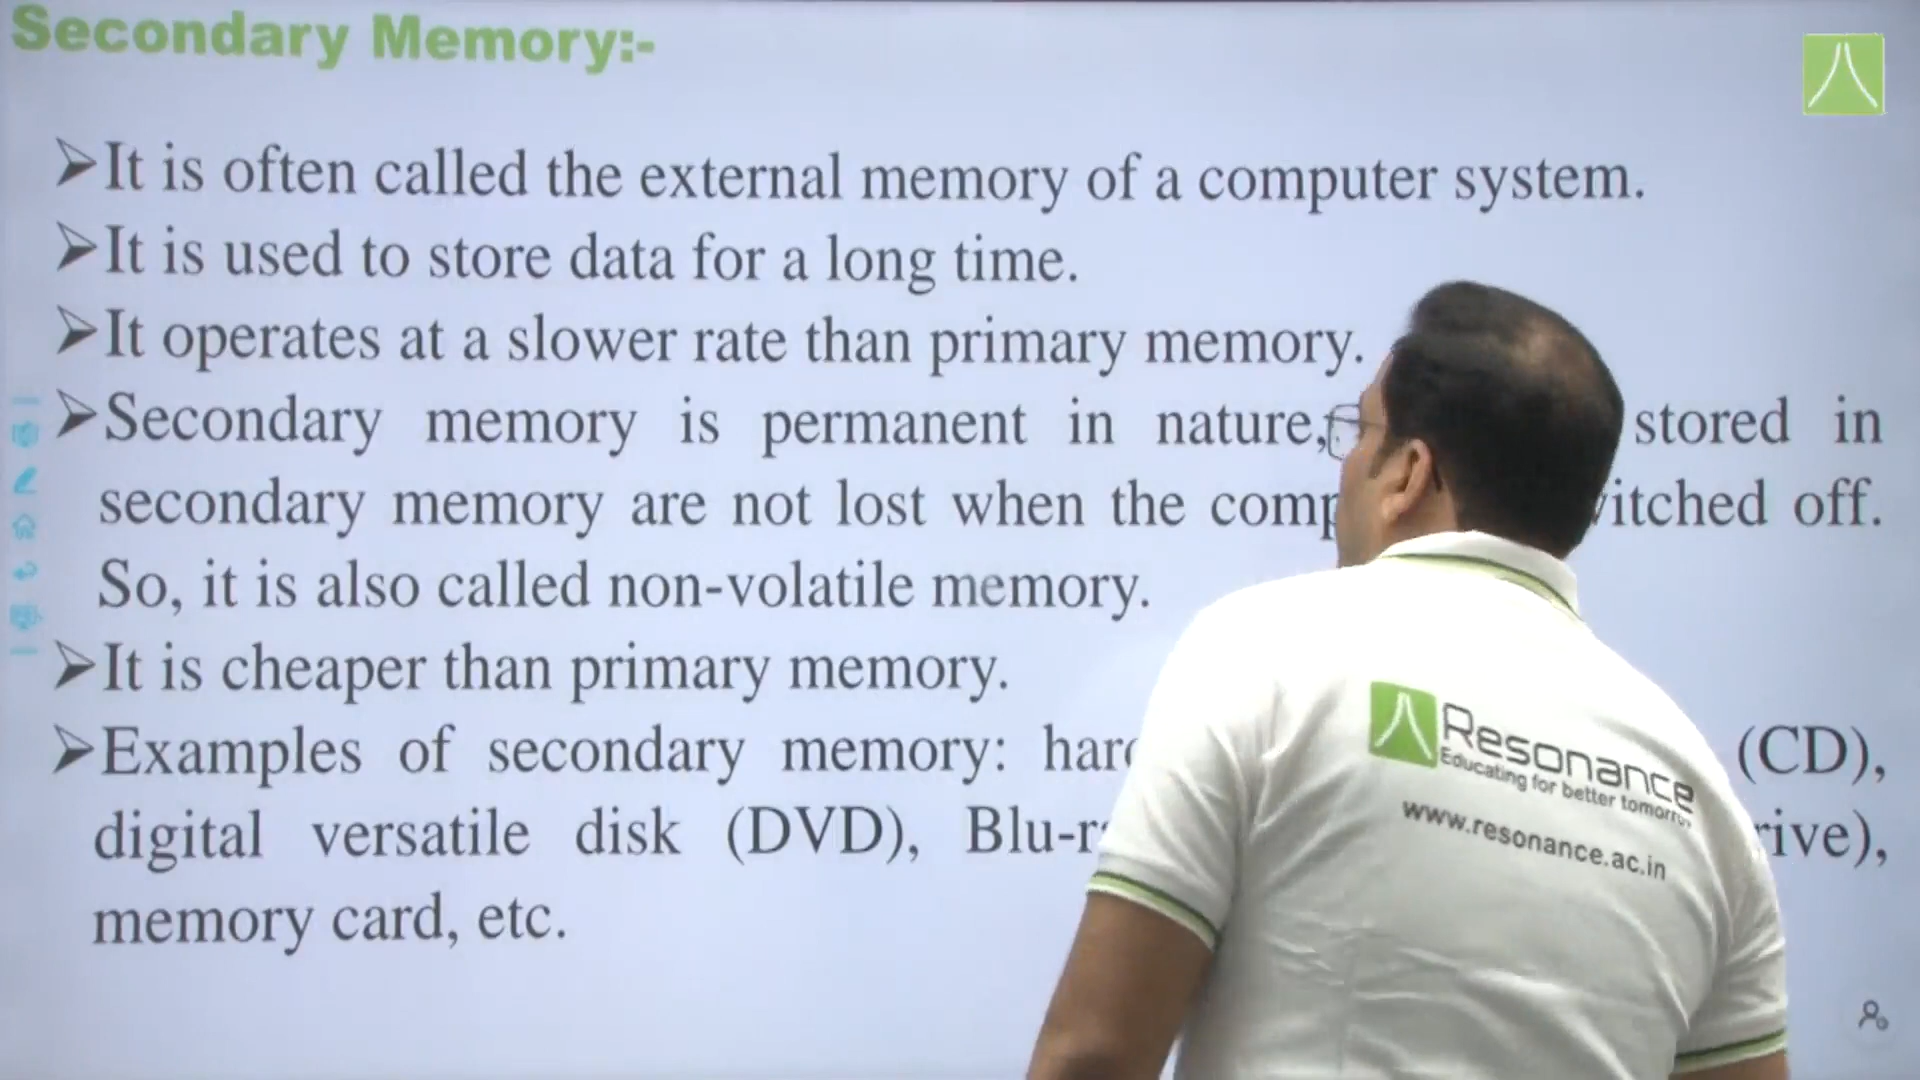 Secondary Memory:-
➢It is often called the external memory of a computer system.
➢It is used to store data for a long time.
➢It operates at a slower rate than primary memory.
➢Secondary memory is permanent in nature, stored in
secondary memory are not lost when the switched off.
So, it is also called non-volatile memory.
➢It is cheaper than primary memory.
➢Examples of secondary memory: (CD),
digital versatile disk (DVD),
memory card, etc.
Resonance
Educating for better
www.resonance.ac.in